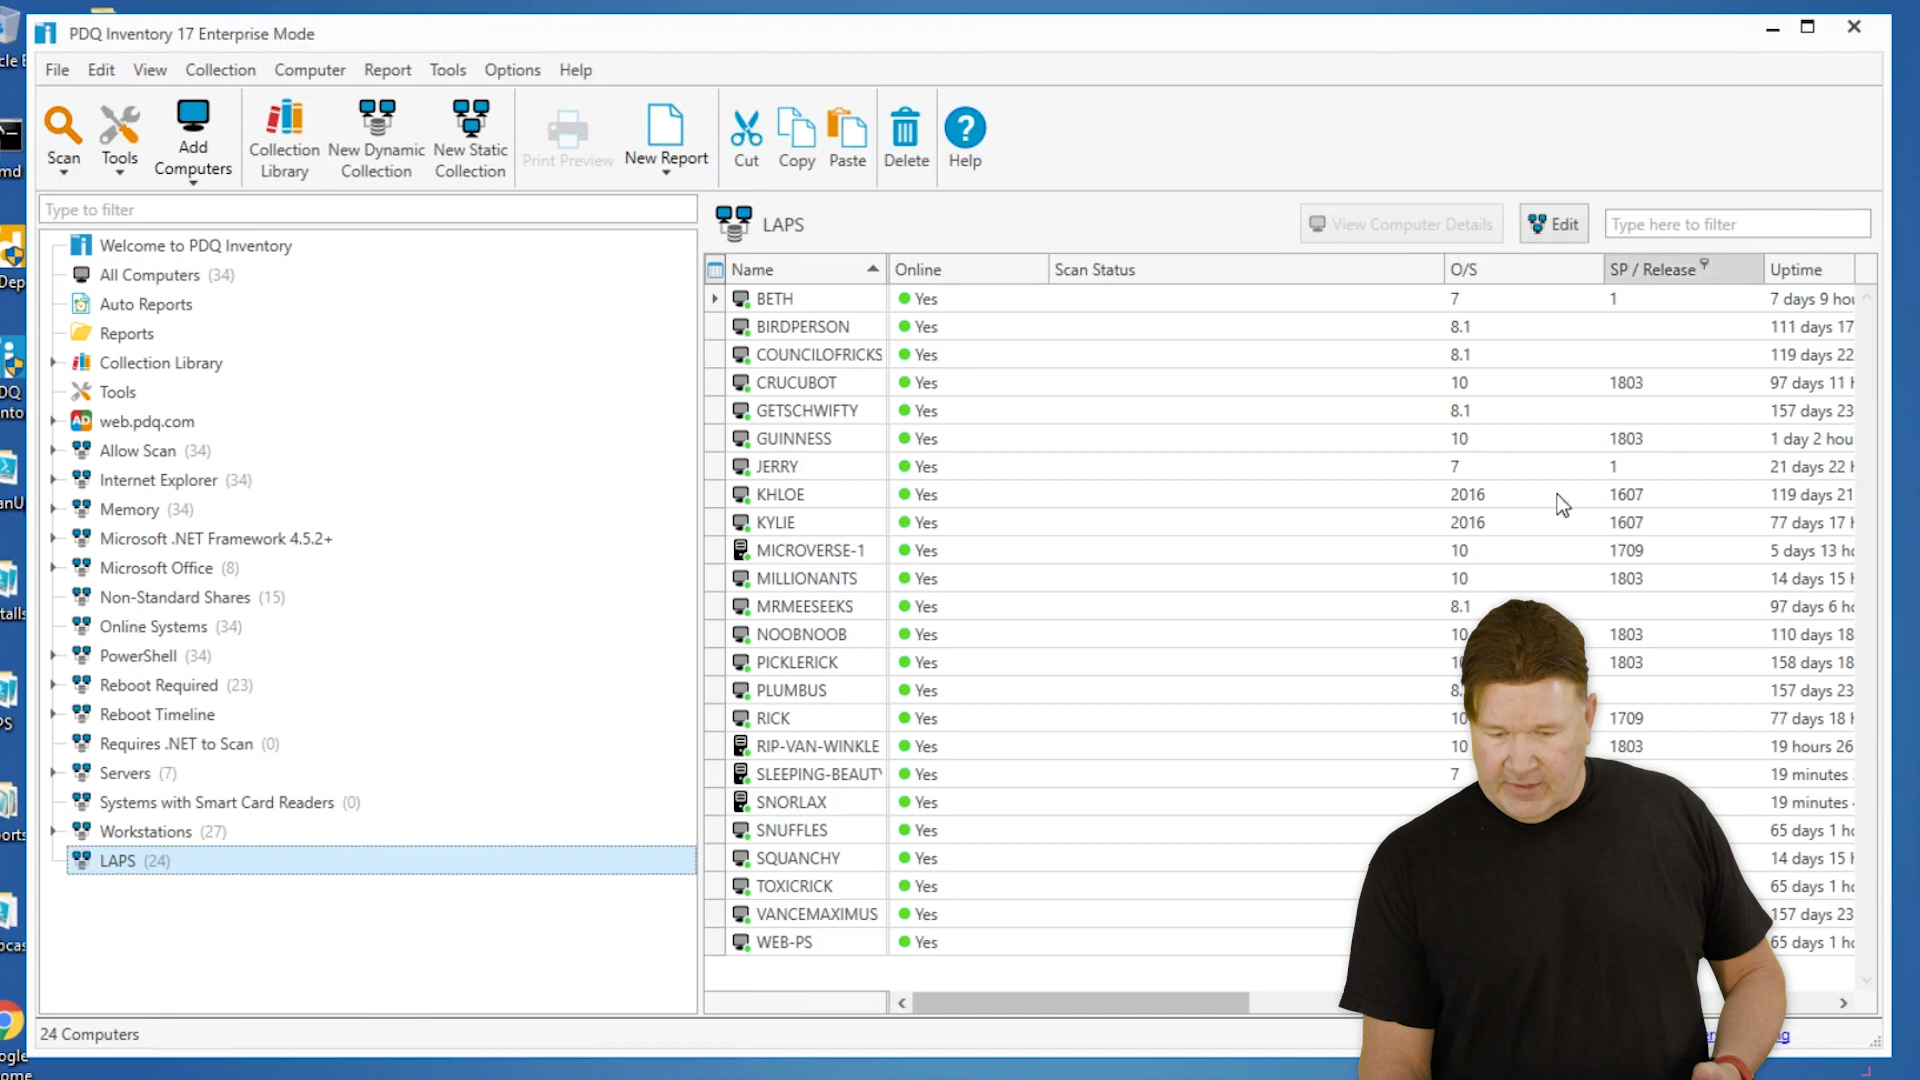 PDQ Inventory 17 Enterprise Mode
File Edit View Collection Computer Report Tools Options Help
Scan
Tools
Add Computers
Collection Library
New Dynamic Collection
New Static Collection
Print Preview
New Report
Cut
Copy
Paste
Delete
Help
Type to filter
Welcome to PDQ Inventory
All Computers (34)
Auto Reports
Reports
Collection Library
Tools
AD web.pdq.com
Allow Scan (34)
Internet Explorer (34)
Memory (34)
Microsoft .NET Framework 4.5.2+
Microsoft Office (8)
Non-Standard Shares (15)
Online Systems (34)
PowerShell (34)
Reboot Required (23)
Reboot Timeline
Requires .NET to Scan (0)
Servers (7)
Systems with Smart Card Readers (0)
Workstations (27)
LAPS (24)
24 Computers
LAPS
View Computer Details
Edit
Type here to filter
Name Online Scan Status O/S SP / Release Uptime
BETH Yes 7 1 7 days 9 hou
BIRDPERSON Yes 8.1 111 days 17
COUNCILOFRICKS Yes 8.1 119 days 22
CRUCUBOT Yes 10 1803 97 days 11 h
GETSCHWIFTY Yes 8.1 157 days 23
GUINNESS Yes 10 1803 1 day 2 hou
JERRY Yes 7 1 21 days 22 h
KHLOE Yes 2016 1607 119 days 21
KYLIE Yes 2016 1607 77 days 17 h
MICROVERSE-1 Yes 10 1709 5 days 13 ho
MILLIONANTS Yes 10 1803 14 days 15 h
MRMEESEEKS Yes 8.1 97 days 6 ho
NOOBNOOB Yes 10 1803 110 days 18
PICKLERICK Yes 10 1803 158 days 18
PLUMBUS Yes 8. 157 days 23
RICK Yes 10 1709 77 days 18 h
RIP-VAN-WINKLE Yes 10 1803 19 hours 26
SLEEPING-BEAUTY Yes 7 19 minutes
SNORLAX Yes 19 minutes
SNUFFLES Yes 65 days 1 h
SQUANCHY Yes 14 days 15 h
TOXICRICK Yes 65 days 1 h
VANCEMAXIMUS Yes 157 days 23
WEB-PS Yes 65 days 1 h